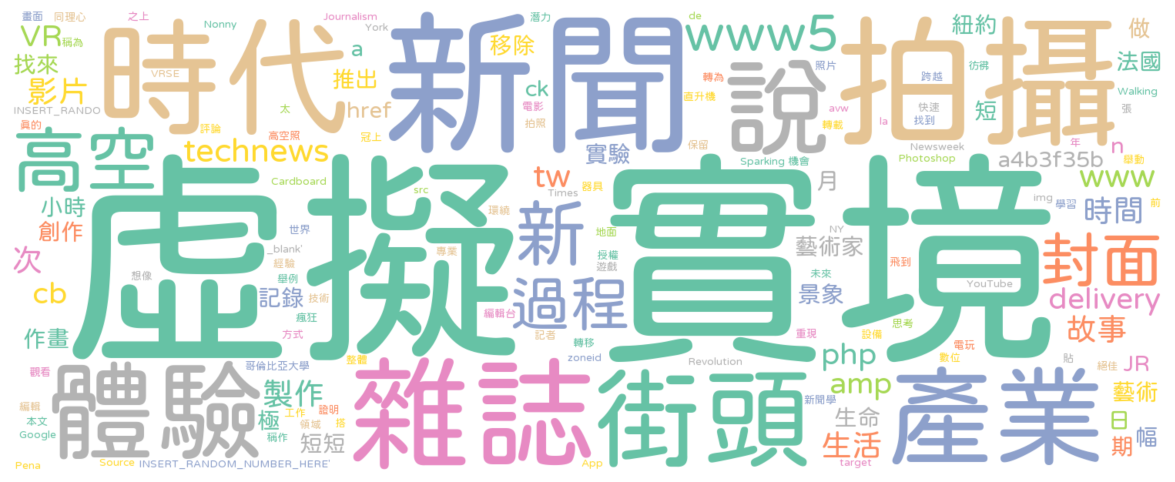 畫面 同理心 之上 Nonny Journalism York 潛力 de
VR 稱為 時代 a 新聞 移除 www5 說 照片 拍攝 紐約 做
找來 影片 VRSE 推出 ck 直升機 轉為 跨越 彷彿 法國
INSERT_RANDO href 電影 太 拍照 avw 轉載 快速 找到 la 短 Walking 張
真的 評論 高空照 冠上 保留 Newsweek 年 n
高空 technews 實驗 Sparking 機會 Photoshop a4b3f35b 舉動
Cardboard src tw 器具 Times 月 www
小時 創作 虛擬實境 環繞 新 img 學習 時間 前
世界 _blank' 地面 NY
次 想像 經驗 專業 授權 遊戲 藝術家 飛到 封面
舉例 未來 YouTube
cb 記錄 技術 過程 景象 delivery
作畫 瘋狂 方式 編輯台 記者 轉移 重現 設備 思考 故事
觀看 哥倫比亞大學 整體 zoneid Revolution php 數位 電玩 貼 絕佳 JR
體驗 製作 雜誌 街頭 amp 產業 藝術
編輯 極 工作 證明 新聞學 日
本文 領域 搭 生命 幅
Google 稱作 短短 生活 期
Pena Source INSERT_RANDOM_NUMBER_HERE' App target